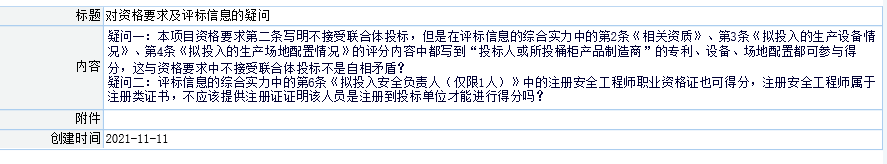 标题 对资格要求及评标信息的疑问
疑问一：本项目资格要求第二条写明不接受联合体投标，但是在评标信息的综合实力中的第2条《相关资质》、第3条《拟投入的生产设备情
况》、第4条《拟投入的生产场地配置情况》的评分内容中都写到“投标人或所投桶柜产品制造商”的专利、设备、场地配置都可参与得
内容 分，这与资格要求中不接受联合体投标不是自相矛盾？
疑问二：评标信息的综合实力中的第6条《拟投入安全负责人（仅限1人）》中的注册安全工程师职业资格证也可得分，注册安全工程师属于
注册类证书，不应该提供注册证证明该人员是注册到投标单位才能进行得分吗？
附件
创建时间 2021-11-11